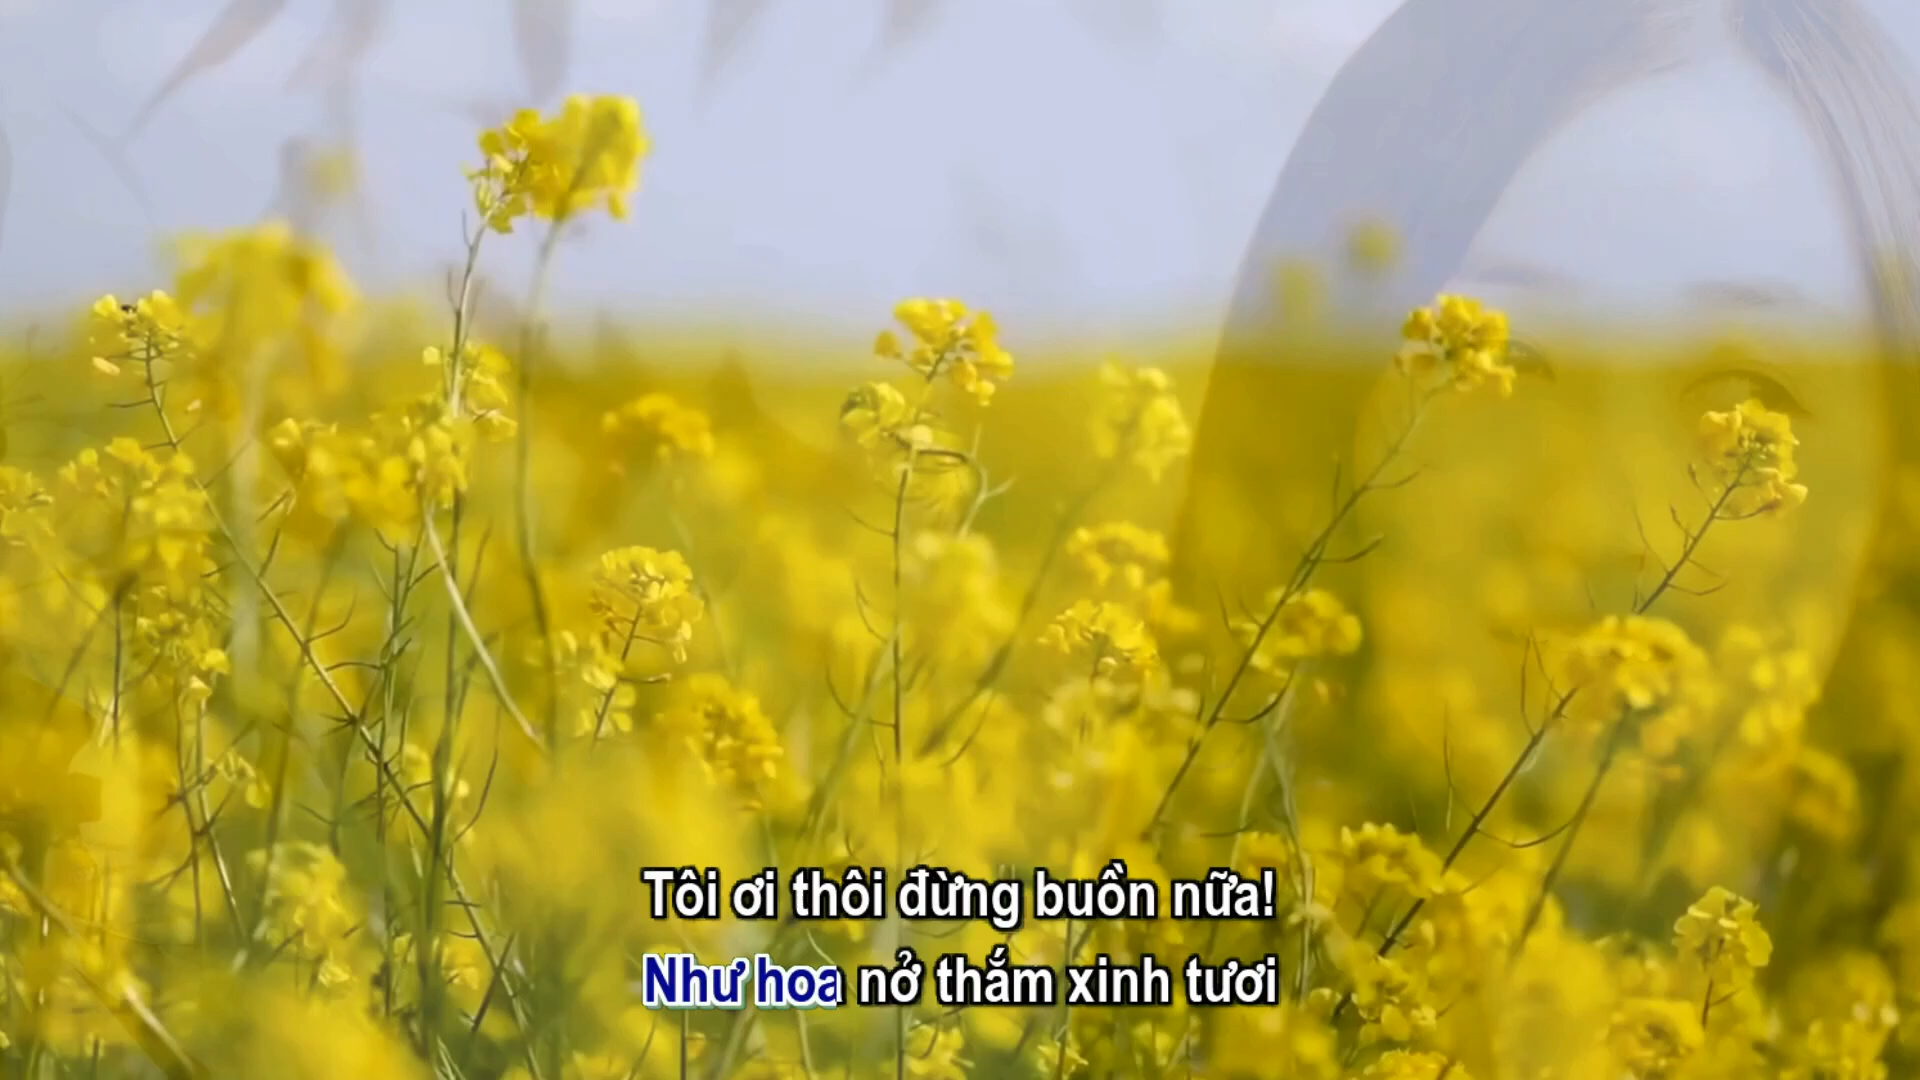 Tôi ơi thôi đừng buồn nữa!
Như hoa nở thắm xinh tươi